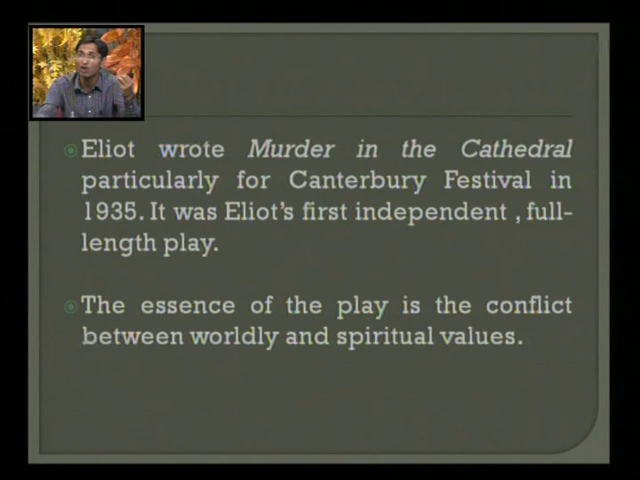 Eliot wrote Murder in the Cathedral
particularly for Canterbury Festival in
1935. It was Eliot's first independent , full-
length play.
The essence of the play is the conflict
between worldly and spiritual values.